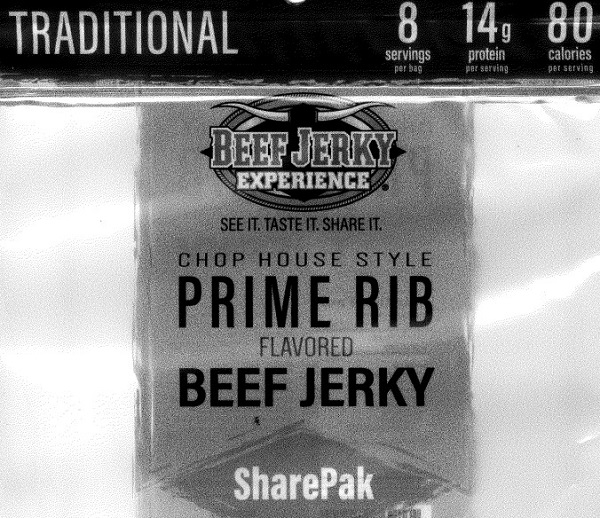 TRADITIONAL
8 14g 80
servings protein calories
per bag per serving per serving
BEEF JERKY
EXPERIENCE
SEE IT. TASTE IT. SHARE IT.
CHOP HOUSE STYLE
PRIME RIB
FLAVORED
BEEF JERKY
SharePak